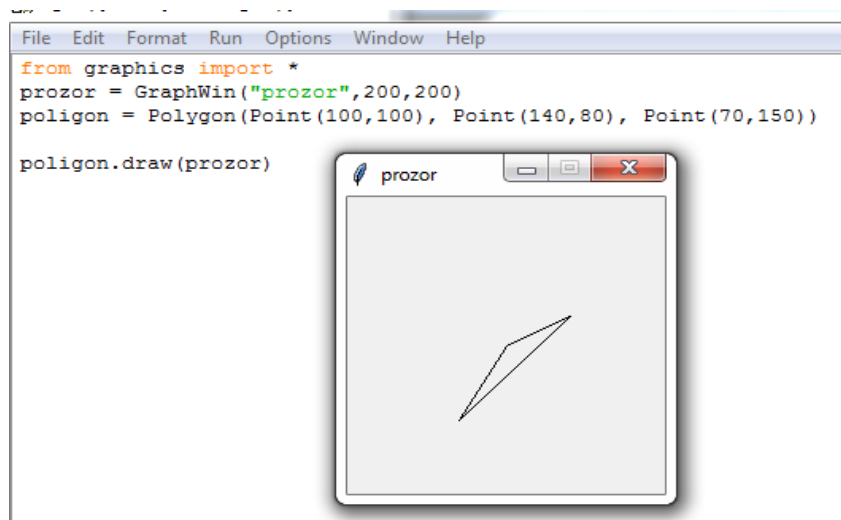 File Edit Format Run Options Window Help
from graphics import *
prozor = GraphWin("prozor",200,200)
poligon = Polygon(Point(100,100), Point(140,80), Point(70,150))
poligon.draw(prozor)
prozor